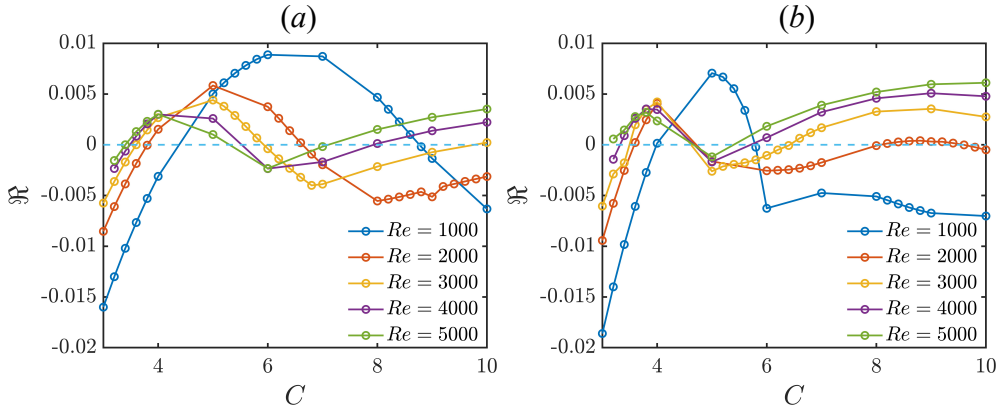 (a)
0.01
0.005
0
-0.005
-0.01
-0.015
-0.02
ℜ
4
6
8
10
C
Re = 1000
Re = 2000
Re = 3000
Re = 4000
Re = 5000
(b)
0.01
0.005
0
-0.005
-0.01
-0.015
-0.02
ℜ
4
6
8
10
C
Re = 1000
Re = 2000
Re = 3000
Re = 4000
Re = 5000